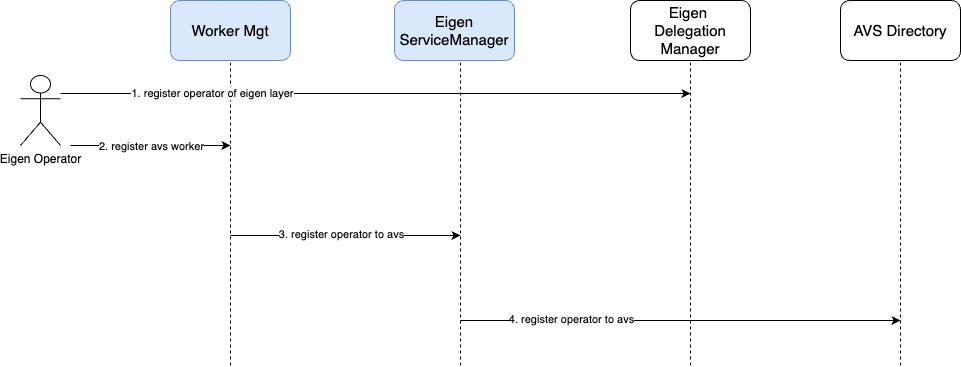 Worker Mgt
Eigen
ServiceManager
Eigen
Delegation
Manager
AVS Directory
1. register operator of eigen layer
Eigen Operator
2. register avs worker
3. register operator to avs
4. register operator to avs